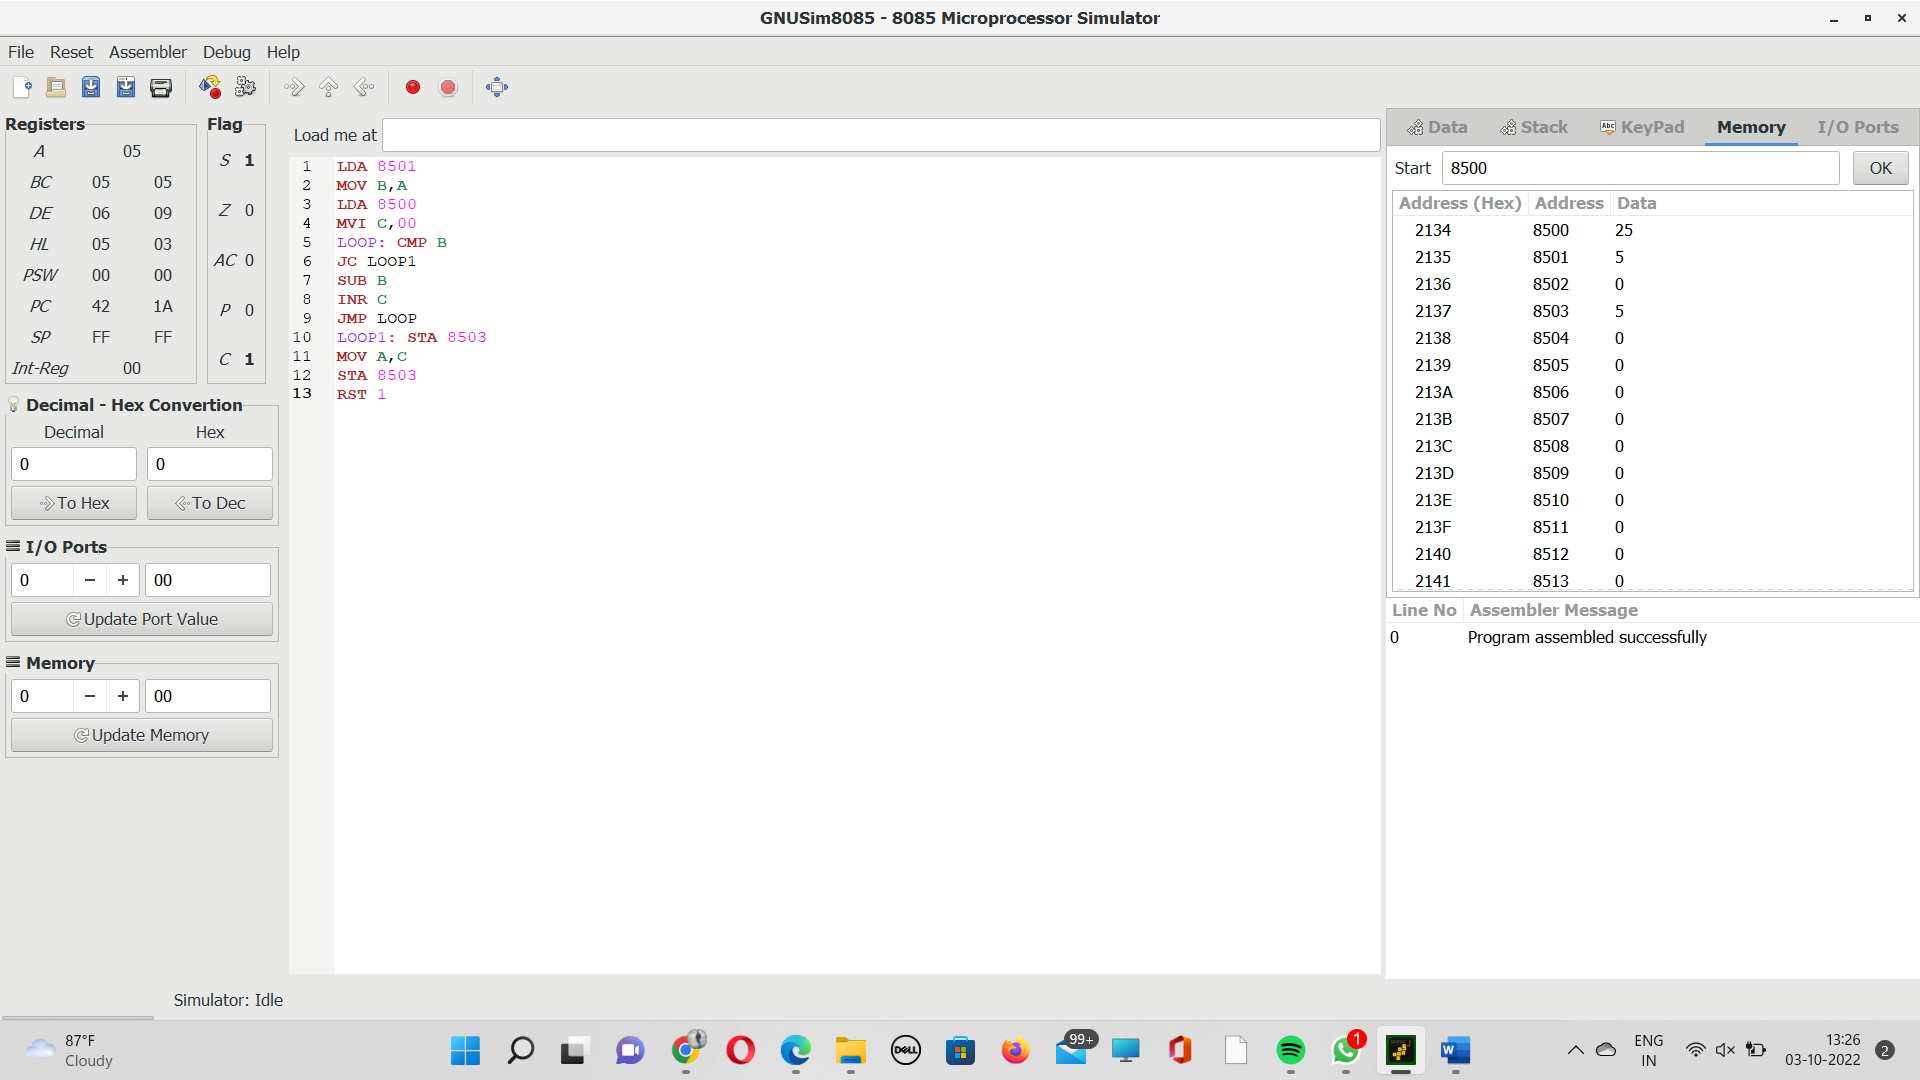 GNUSim8085 - 8085 Microprocessor Simulator
File Reset Assembler Debug Help
Registers
A 05
BC 05 05
DE 06 09
HL 05 03
PSW 00 00
PC 42 1A
SP FF FF
Int-Reg 00
Flag
S 1
Z 0
AC 0
P 0
C 1
Decimal - Hex Convertion
Decimal Hex
0 0
To Hex To Dec
I/O Ports
0 − + 00
Update Port Value
Memory
0 − + 00
Update Memory
Load me at
1 LDA 8501
2 MOV B,A
3 LDA 8500
4 MVI C,00
5 LOOP: CMP B
6 JC LOOP1
7 SUB B
8 INR C
9 JMP LOOP
10 LOOP1: STA 8503
11 MOV A,C
12 STA 8503
13 RST 1
Data Stack Abc KeyPad Memory I/O Ports
Start 8500 OK
Address (Hex) Address Data
2134 8500 25
2135 8501 5
2136 8502 0
2137 8503 5
2138 8504 0
2139 8505 0
213A 8506 0
213B 8507 0
213C 8508 0
213D 8509 0
213E 8510 0
213F 8511 0
2140 8512 0
2141 8513 0
Line No Assembler Message
0 Program assembled successfully
Simulator: Idle
87°F
Cloudy
DELL
99+
1
W
ENG
IN
13:26
03-10-2022
2